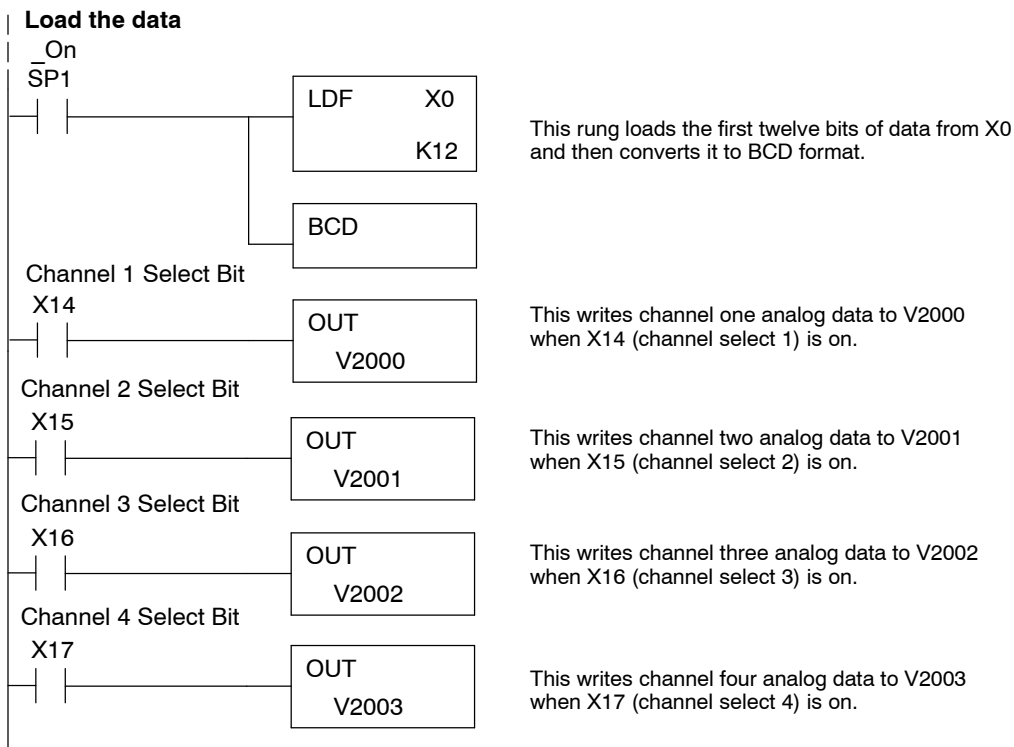 Load the data
_On
SP1
LDF X0
K12
This rung loads the first twelve bits of data from X0
and then converts it to BCD format.
BCD
Channel 1 Select Bit
X14
OUT
V2000
This writes channel one analog data to V2000
when X14 (channel select 1) is on.
Channel 2 Select Bit
X15
OUT
V2001
This writes channel two analog data to V2001
when X15 (channel select 2) is on.
Channel 3 Select Bit
X16
OUT
V2002
This writes channel three analog data to V2002
when X16 (channel select 3) is on.
Channel 4 Select Bit
X17
OUT
V2003
This writes channel four analog data to V2003
when X17 (channel select 4) is on.